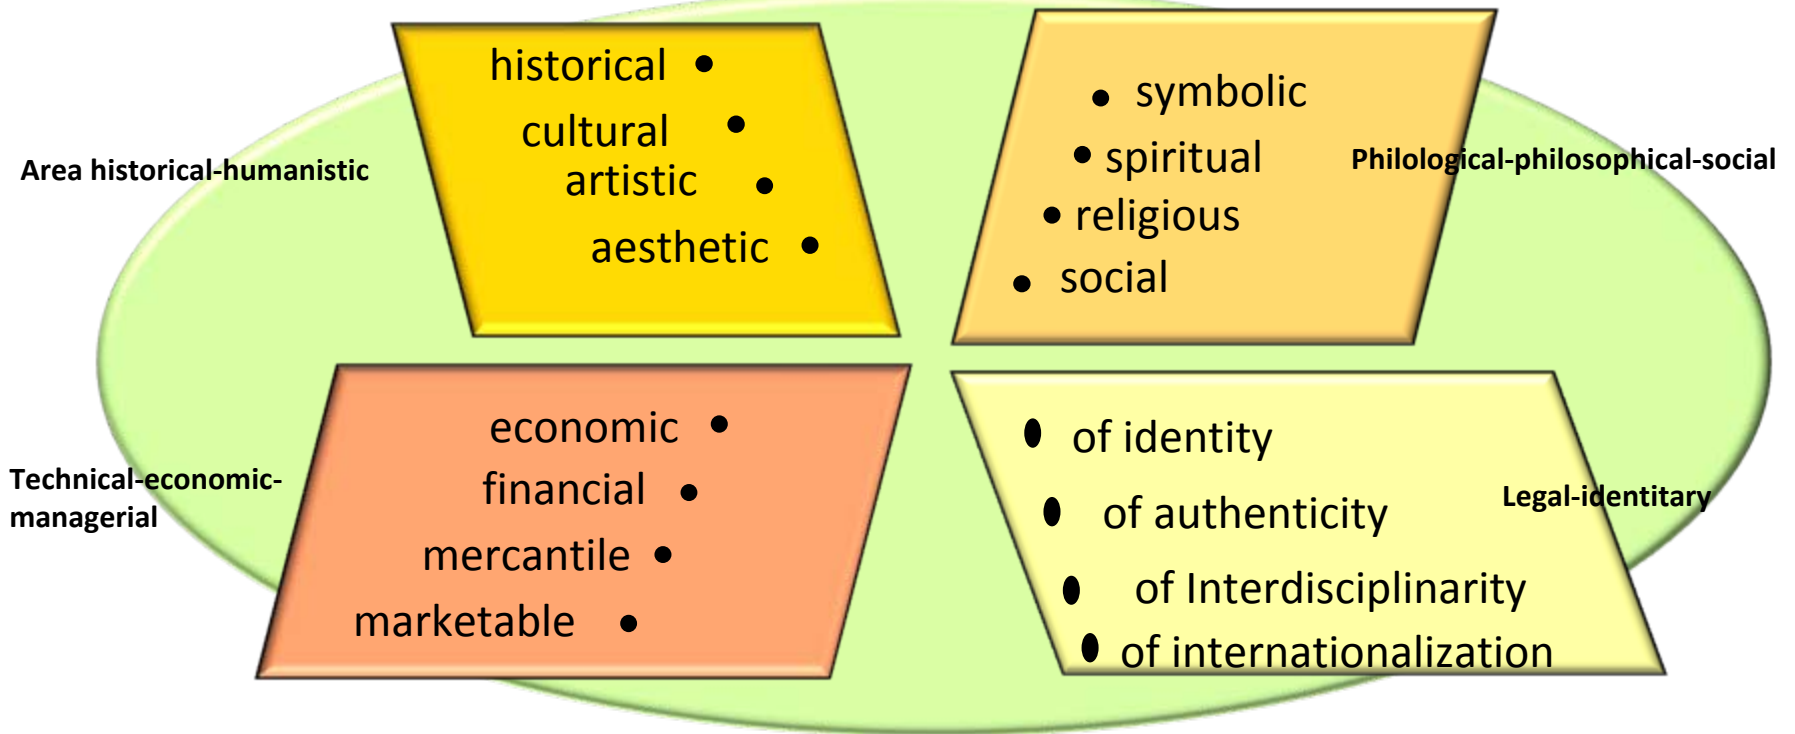 Area historical-humanistic
historical •
cultural •
artistic •
aesthetic •
• symbolic
• spiritual
• religious
• social
Philological-philosophical-social
Technical-economic-
managerial
economic •
financial •
mercantile •
marketable •
• of identity
• of authenticity
• of Interdisciplinarity
• of internationalization
Legal-identitary